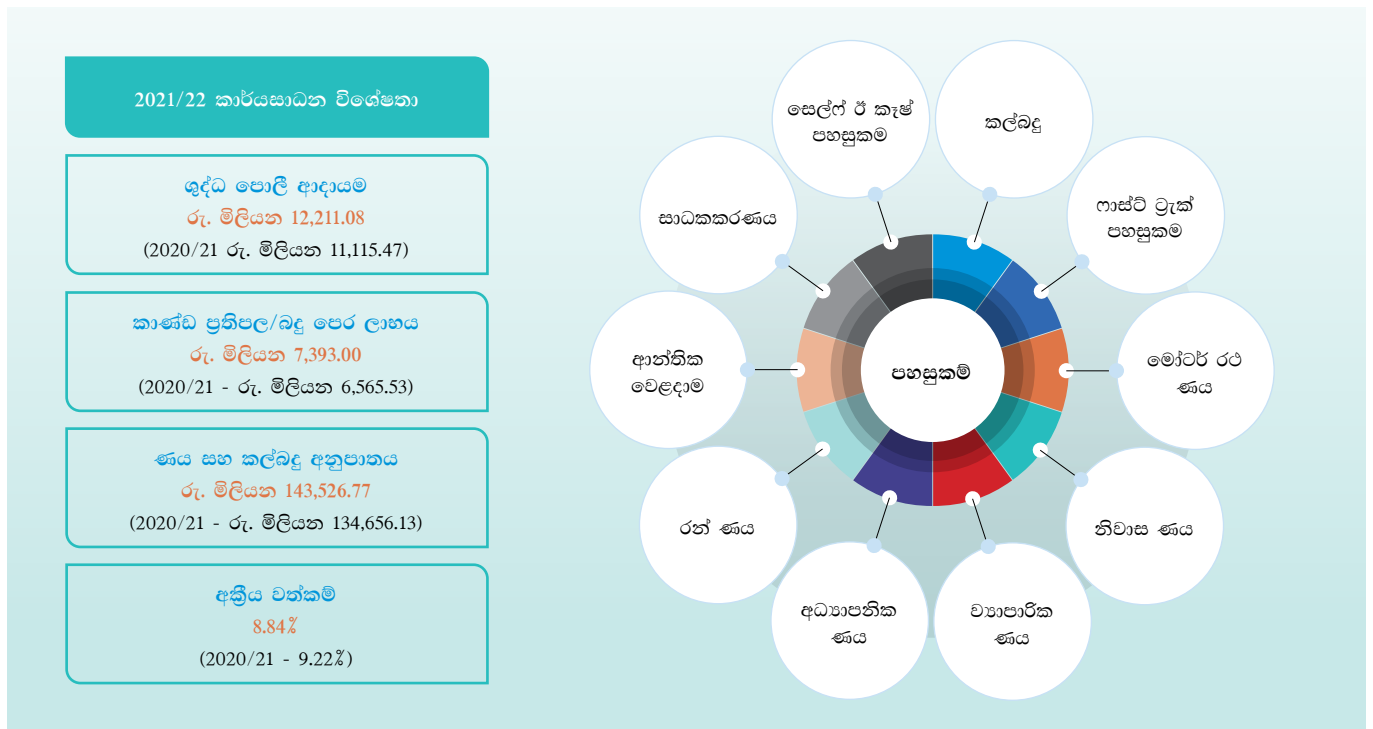 2021/22 කාර්යසාධන විශේෂතා
ශුද්ධ පොලී ආදායම
රු. මිලියන 12,211.08
(2020/21 රු. මිලියන 11,115.47)
කාණ්ඩ ප්‍රතිපල/බදු පෙර ලාභය
රු. මිලියන 7,393.00
(2020/21 - රු. මිලියන 6,565.53)
ණය සහ කල්බදු අනුපාතය
රු. මිලියන 143,526.77
(2020/21 - රු. මිලියන 134,656.13)
අක්‍රීය වත්කම්
8.84%
(2020/21 - 9.22%)
සෙල්ෆ් ඊ කෑෂ්
පහසුකම
කල්බදු
ෆාස්ට් ට්‍රැක්
පහසුකම
මෝටර් රථ
ණය
නිවාස ණය
ව්‍යාපාරික
ණය
අධ්‍යාපනික
ණය
රන් ණය
ආන්තික
වෙළදාම
සාධකකරණය
පහසුකම්